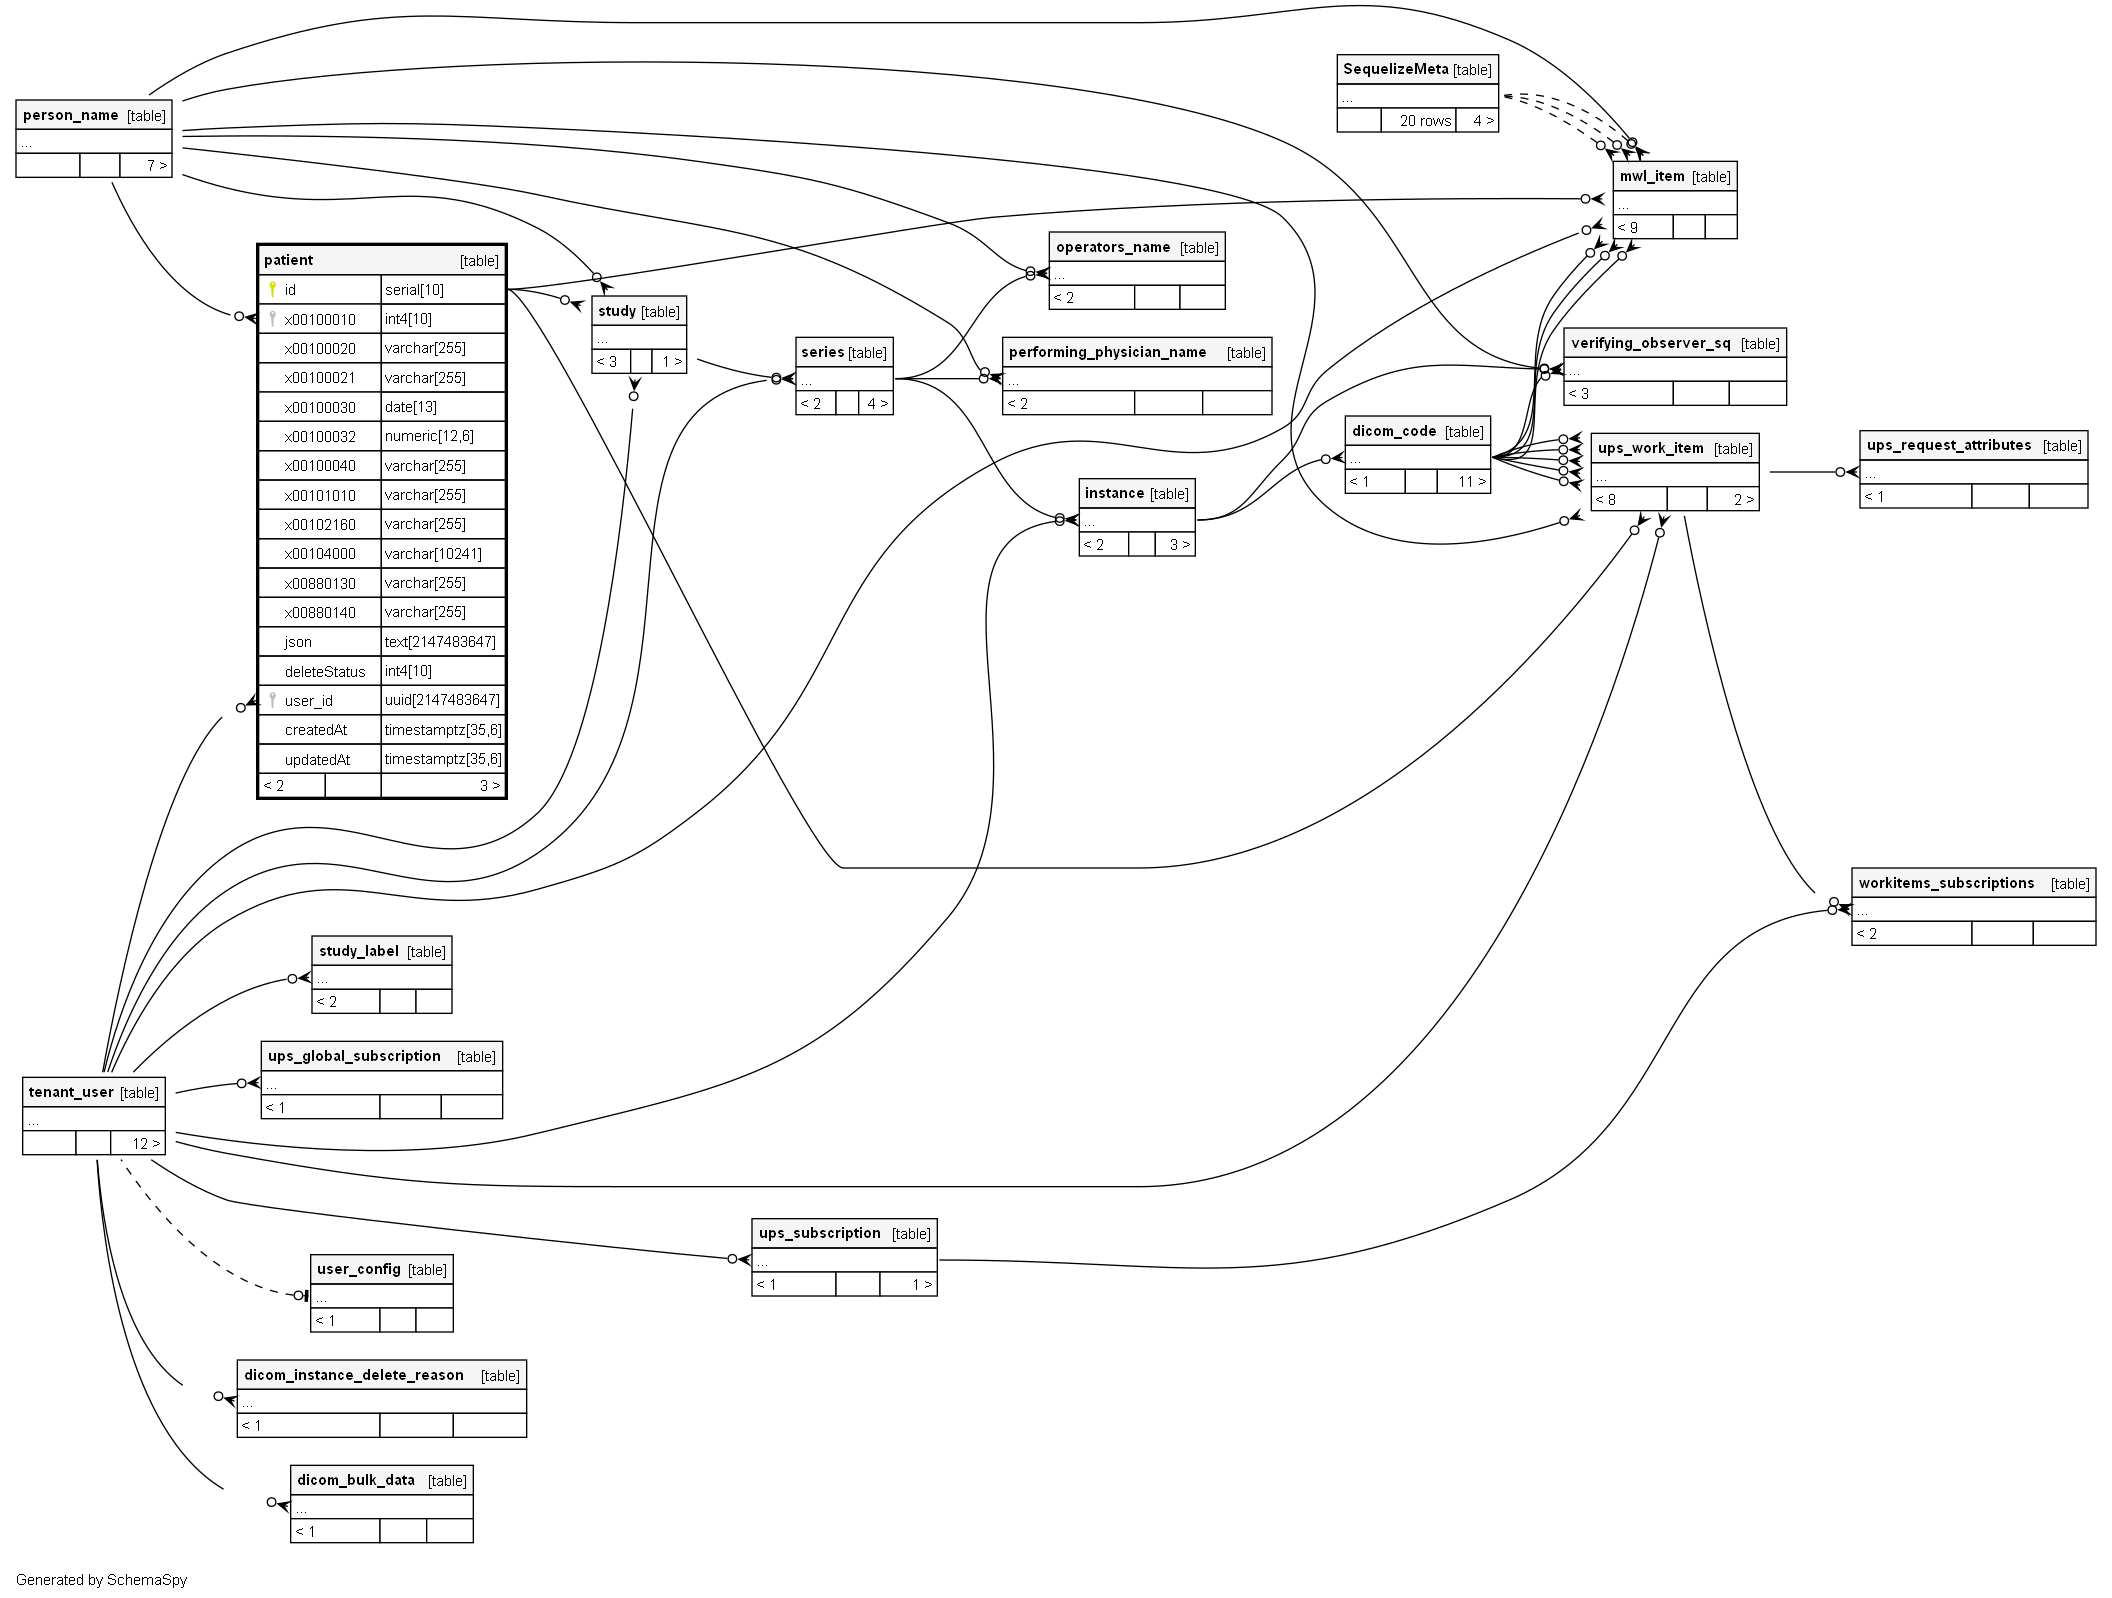 SequelizeMeta [table]
...
20 rows 4 >
person_name [table]
...
7 >
mwl_item [table]
...
< 9
patient [table]
id serial[10]
x00100010 int4[10]
x00100020 varchar[255]
x00100021 varchar[255]
x00100030 date[13]
x00100032 numeric[12,6]
x00100040 varchar[255]
x00101010 varchar[255]
x00102160 varchar[255]
x00104000 varchar[10241]
x00880130 varchar[255]
x00880140 varchar[255]
json text[2147483647]
deleteStatus int4[10]
user_id uuid[2147483647]
createdAt timestamptz[35,6]
updatedAt timestamptz[35,6]
< 2 3 >
operators_name [table]
...
< 2
study [table]
...
< 3 1 >
series [table]
...
< 2 4 >
performing_physician_name [table]
...
< 2
verifying_observer_sq [table]
...
< 3
dicom_code [table]
...
< 1 11 >
ups_work_item [table]
...
< 8 2 >
ups_request_attributes [table]
...
< 1
instance [table]
...
< 2 3 >
workitems_subscriptions [table]
...
< 2
study_label [table]
...
< 2
ups_global_subscription [table]
...
< 1
tenant_user [table]
...
12 >
ups_subscription [table]
...
< 1 1 >
user_config [table]
...
< 1
dicom_instance_delete_reason [table]
...
< 1
dicom_bulk_data [table]
...
< 1
Generated by SchemaSpy